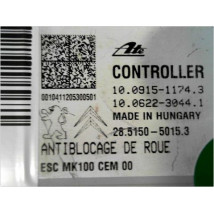 Ate
CONTROLLER
10.0915-1174.3
10.0622-3044.1
0010411205300501
MADE IN HUNGARY
28.5150-5015.3
ANTIBLOCAGE DE ROUE
ESC MK100 CEM 00